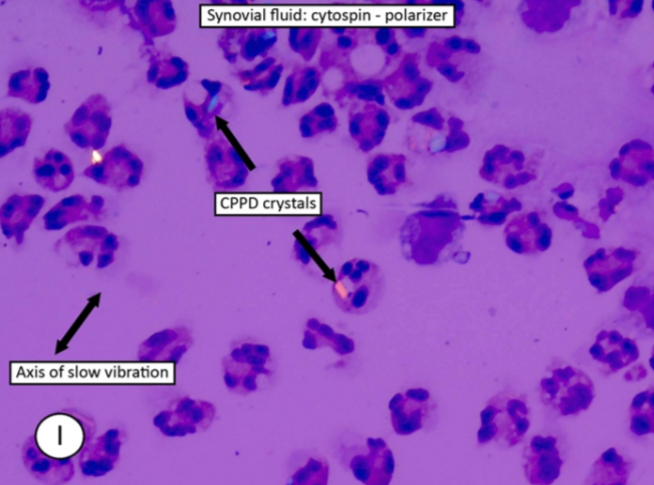 Synovial fluid: cytospin - polarizer
CPPD crystals
Axis of slow vibration
I